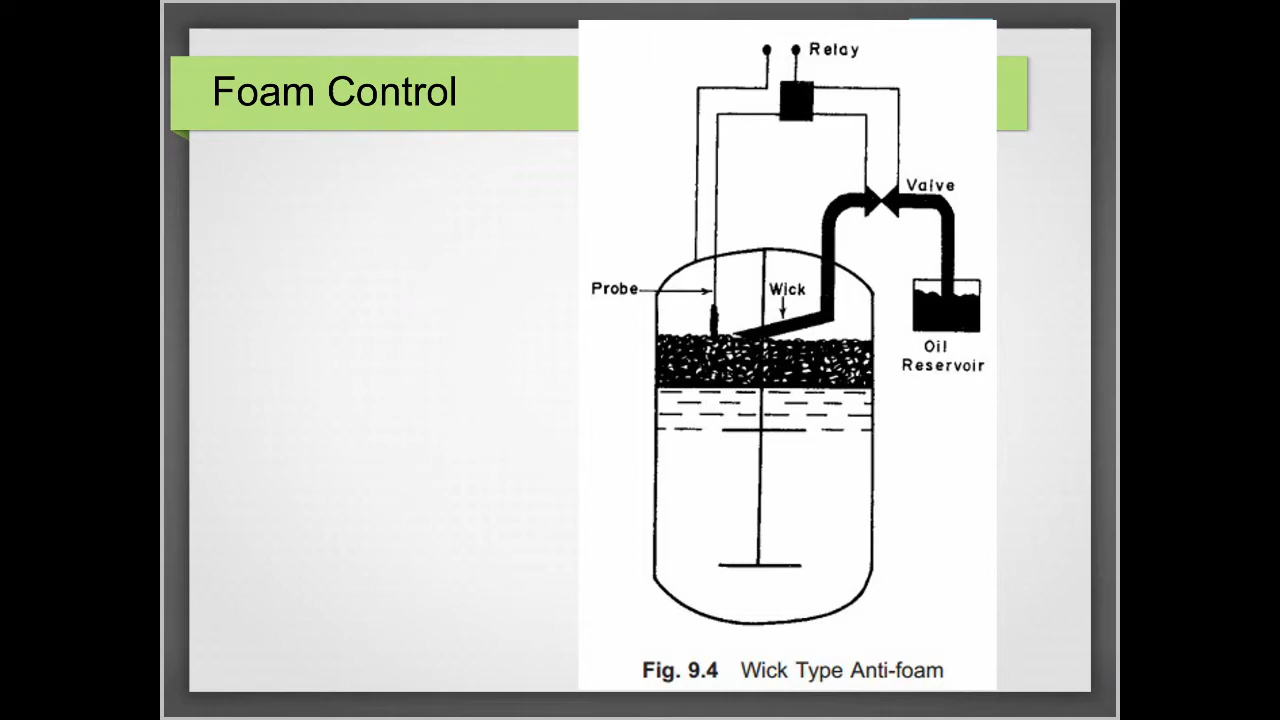 Foam Control
Relay
Valve
Probe
Wick
Oil
Reservoir
Fig. 9.4 Wick Type Anti-foam